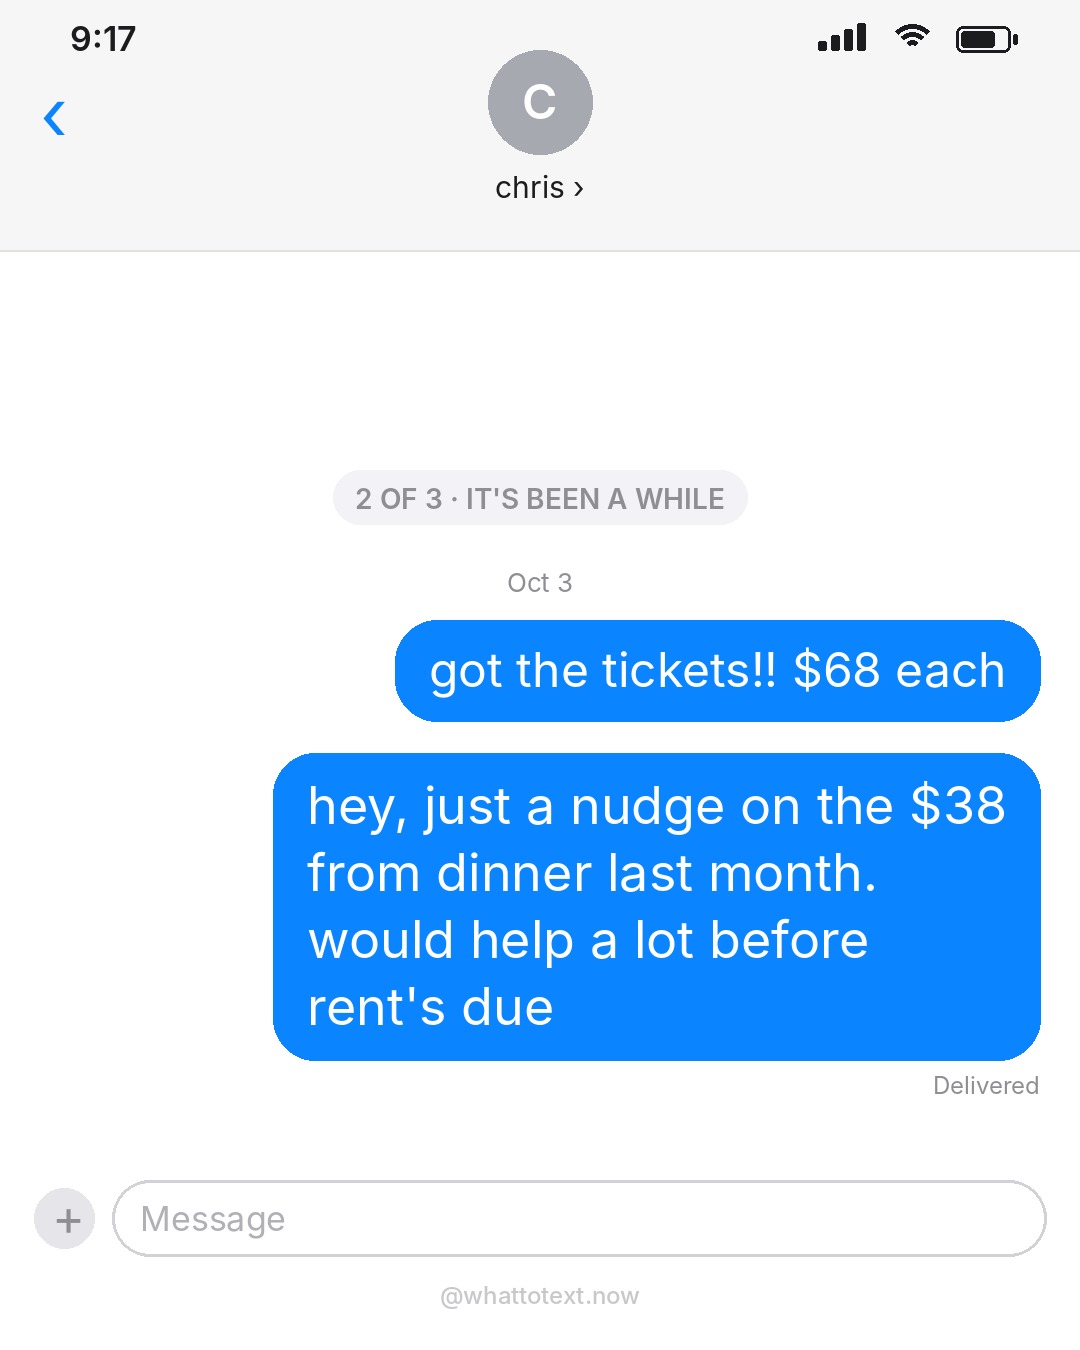 9:17
C
chris ›
2 OF 3 · IT'S BEEN A WHILE
Oct 3
got the tickets!! $68 each
hey, just a nudge on the $38
from dinner last month.
would help a lot before
rent's due
Delivered
+
Message
@whattotext.now